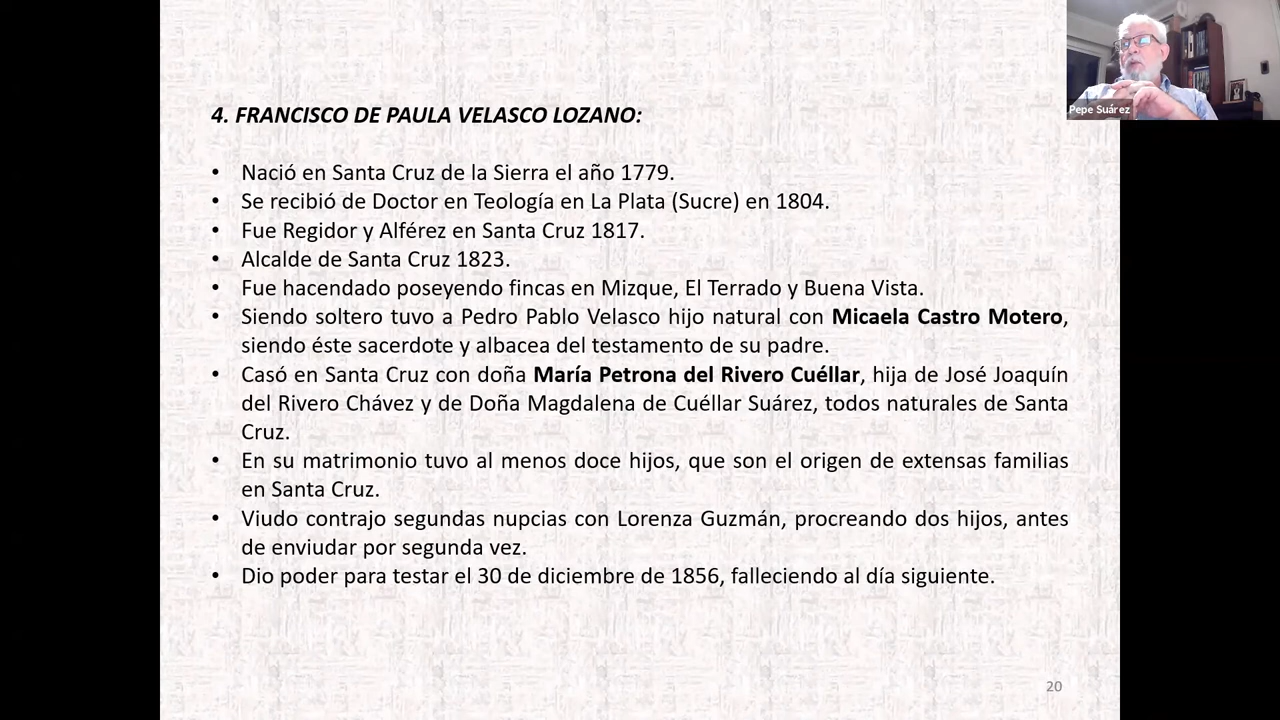 4. FRANCISCO DE PAULA VELASCO LOZANO:
• Nació en Santa Cruz de la Sierra el año 1779.
• Se recibió de Doctor en Teología en La Plata (Sucre) en 1804.
• Fue Regidor y Alférez en Santa Cruz 1817.
• Alcalde de Santa Cruz 1823.
• Fue hacendado poseyendo fincas en Mizque, El Terrado y Buena Vista.
• Siendo soltero tuvo a Pedro Pablo Velasco hijo natural con Micaela Castro Motero,
siendo éste sacerdote y albacea del testamento de su padre.
• Casó en Santa Cruz con doña María Petrona del Rivero Cuéllar, hija de José Joaquín
del Rivero Chávez y de Doña Magdalena de Cuéllar Suárez, todos naturales de Santa
Cruz.
• En su matrimonio tuvo al menos doce hijos, que son el origen de extensas familias
en Santa Cruz.
• Viudo contrajo segundas nupcias con Lorenza Guzmán, procreando dos hijos, antes
de enviudar por segunda vez.
• Dio poder para testar el 30 de diciembre de 1856, falleciendo al día siguiente.
20
Pepe Suárez